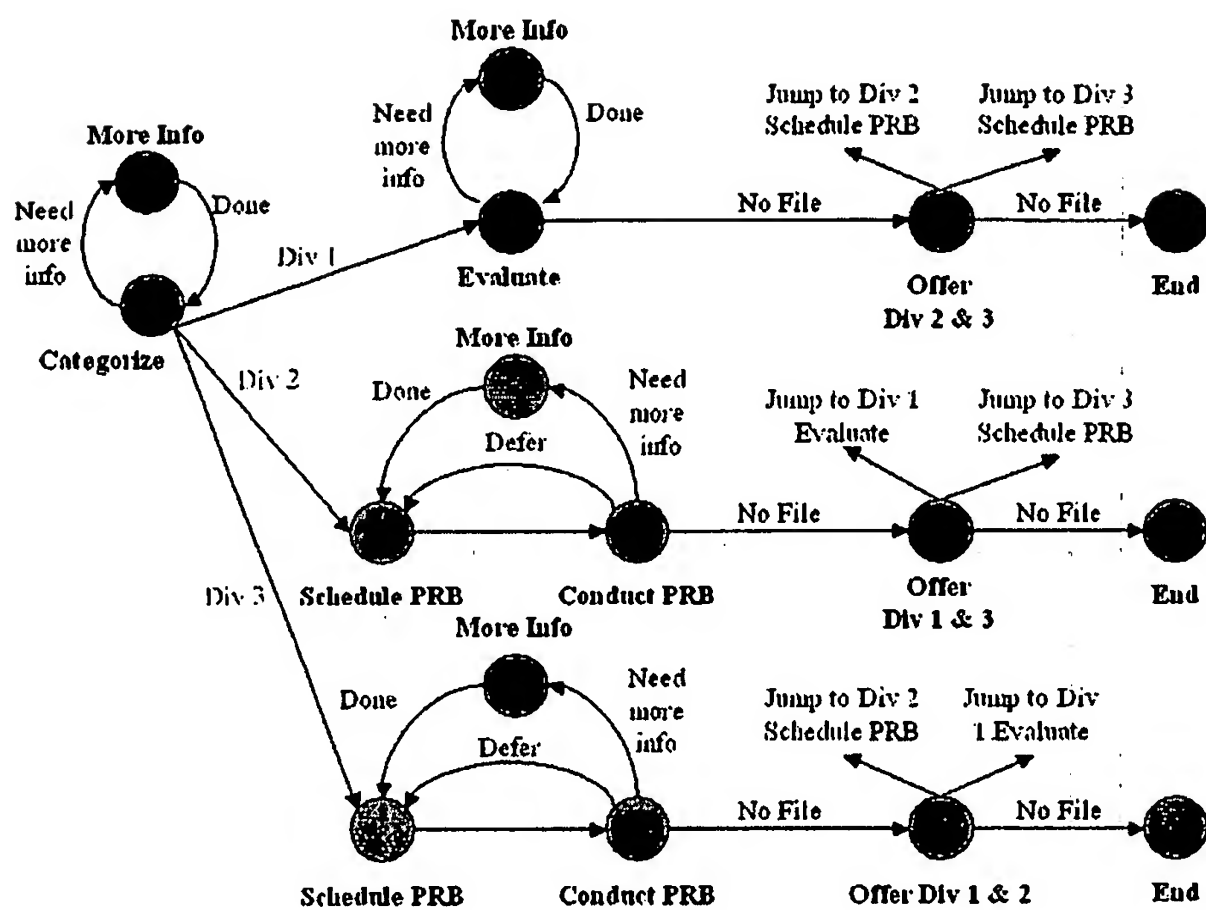 More Info
Need
more
info
Done
Jump to Div 2
Schedule PRB
Jump to Div 3
Schedule PRB
More Info
Need
more
info
Done
Div 1
No File
No File
Evaluate
Offer
Div 2 & 3
End
Categorize
Div 2
More Info
Done
Need
more
info
Defer
Jump to Div 1
Evaluate
Jump to Div 3
Schedule PRB
No File
No File
Div 3
Schedule PRB
Conduct PRB
Offer
Div 1 & 3
End
More Info
Done
Need
more
info
Defer
Jump to Div 2
Schedule PRB
Jump to Div
1 Evaluate
No File
No File
Schedule PRB
Conduct PRB
Offer Div 1 & 2
End